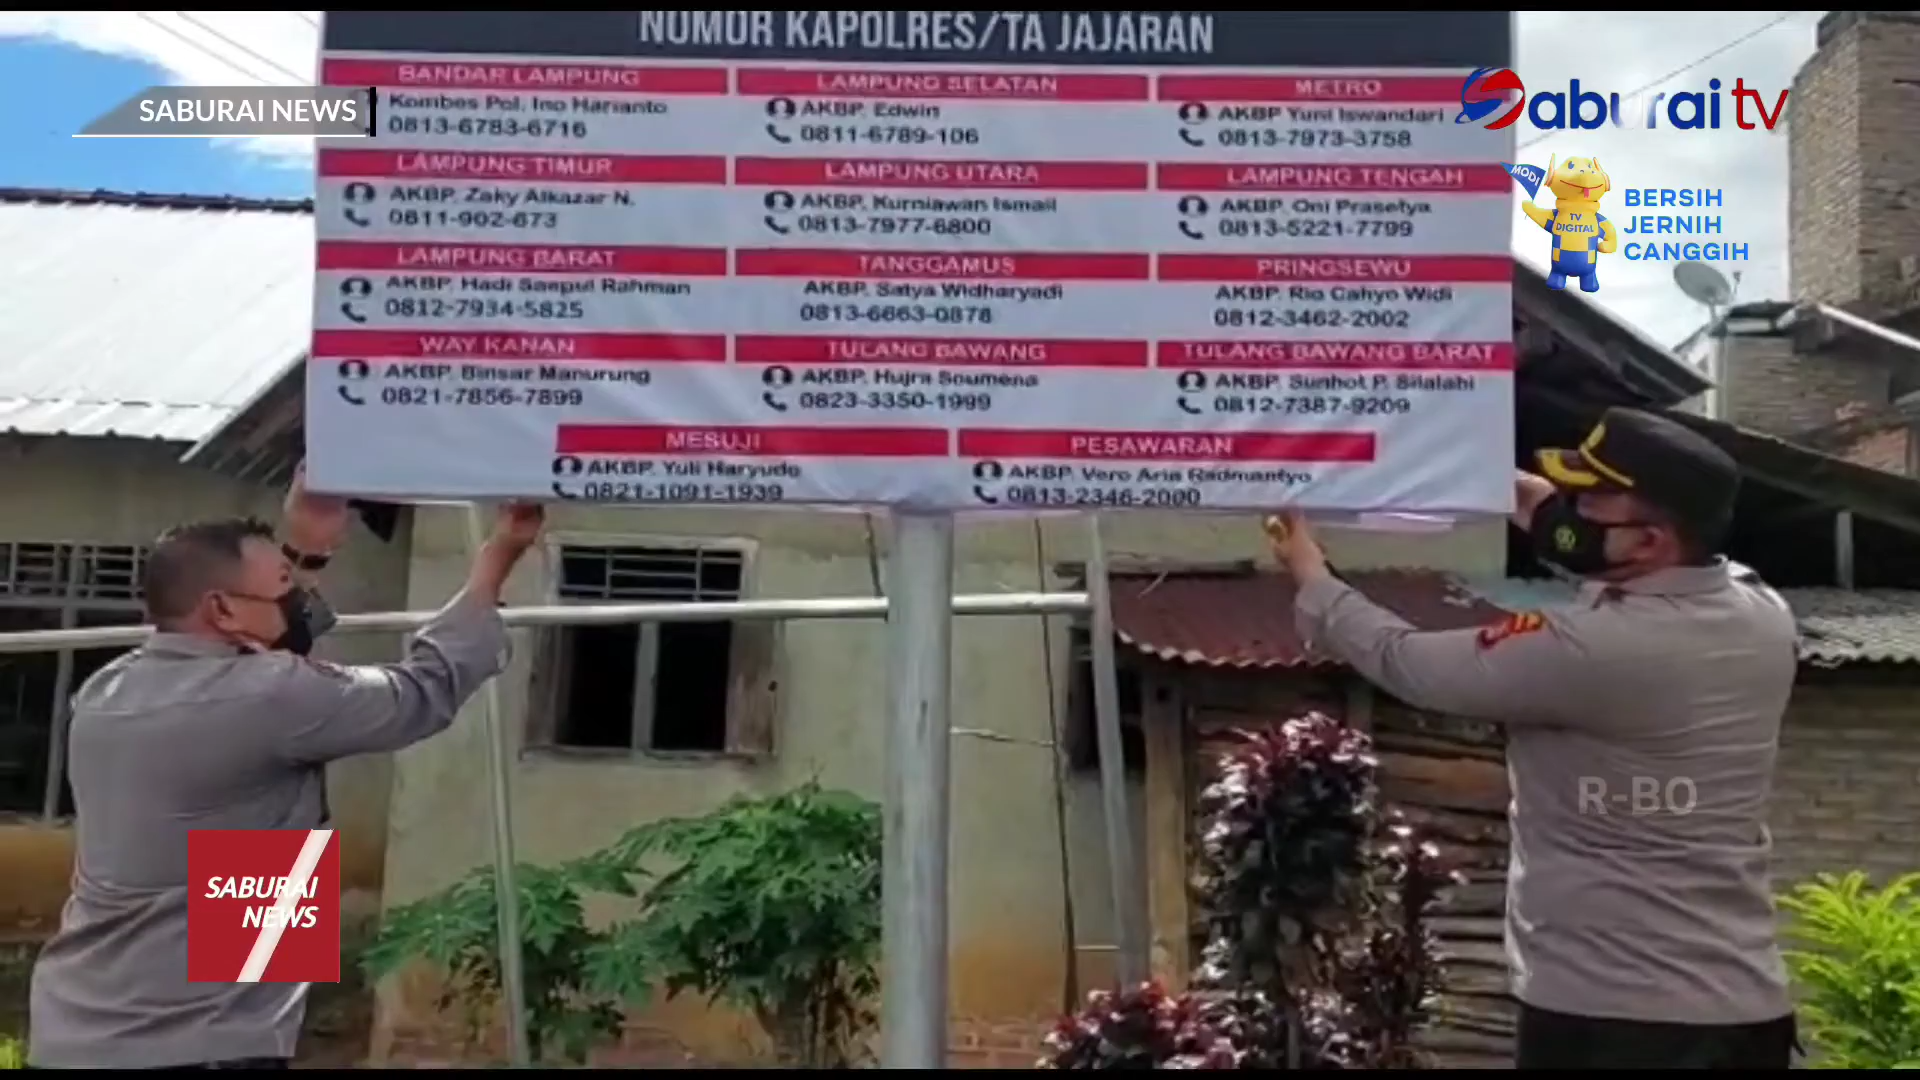 NOMOR KAPOLRES/TA JAJARAN
BANDAR LAMPUNG
Kombes Pol. Ino Harianto
0813-6783-6716
LAMPUNG SELATAN
AKBP. Edwin
0811-6789-106
METRO
AKBP Yuni Iswandari
0813-7973-3758
LAMPUNG TIMUR
AKBP. Zaky Alkazar N.
0811-902-673
LAMPUNG UTARA
AKBP. Kurniawan Ismail
0813-7977-6800
LAMPUNG TENGAH
AKBP. Oni Prasetya
0813-5221-7799
LAMPUNG BARAT
AKBP. Hadi Saepul Rahman
0812-7934-5825
TANGGAMUS
AKBP. Satya Widharyadi
0813-6663-0878
PRINGSEWU
AKBP. Rio Cahyo Widi
0812-3462-2002
WAY KANAN
AKBP. Binsar Manurung
0821-7856-7899
TULANG BAWANG
AKBP. Hujra Soumena
0823-3350-1999
TULANG BAWANG BARAT
AKBP. Sunhot P. Silalahi
0812-7387-9209
MESUJI
AKBP. Yuli Haryudo
0821-1091-1939
PESAWARAN
AKBP. Vero Aria Radmantyo
0813-2346-2000
SABURAI NEWS
Saburai tv
MODI
TV
DIGITAL
BERSIH
JERNIH
CANGGIH
R-BO
SABURAI
NEWS